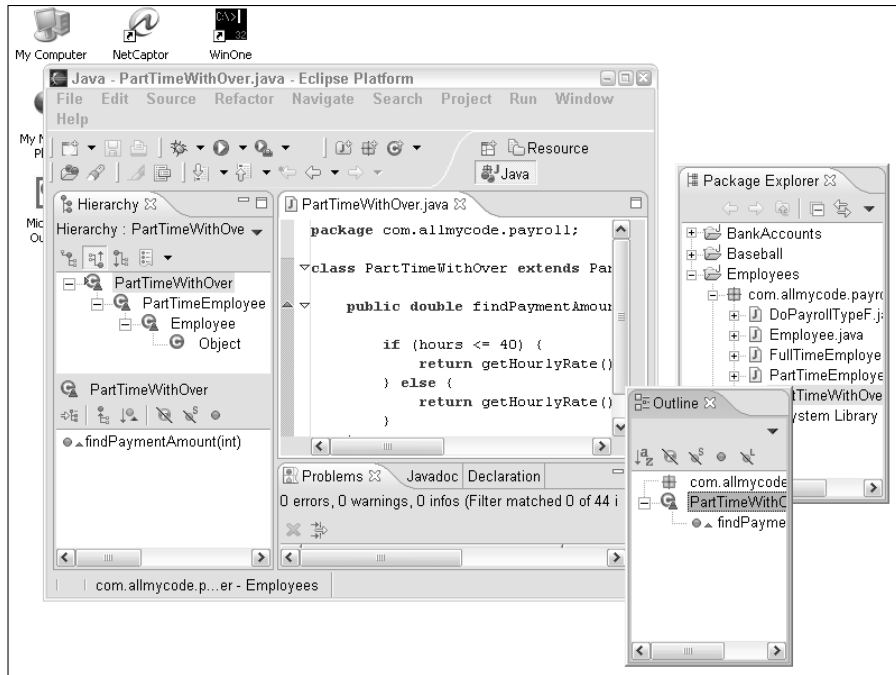 C:\>
32
My Computer
NetCaptor
WinOne
Java - PartTimeWithOver.java - Eclipse Platform
File Edit Source Refactor Navigate Search Project Run Window
Help
Resource
Java
Hierarchy
Hierarchy : PartTimeWithOve
PartTimeWithOver
PartTimeEmployee
Employee
Object
PartTimeWithOver
findPaymentAmount(int)
PartTimeWithOver.java
package com.allmycode.payroll;
class PartTimeWithOver extends Par
public double findPaymentAmoun
if (hours <= 40) {
return getHourlyRate()
} else {
return getHourlyRate()
}
Problems Javadoc Declaration
0 errors, 0 warnings, 0 infos (Filter matched 0 of 44 i
com.allmycode.p...er - Employees
Package Explorer
BankAccounts
Baseball
Employees
com.allmycode.payro
DoPayrollTypeF.ja
Employee.java
FullTimeEmploye
PartTimeEmploye
tTimeWithOve
ystem Library
Outline
com.allmycode
PartTimeWithO
findPayme